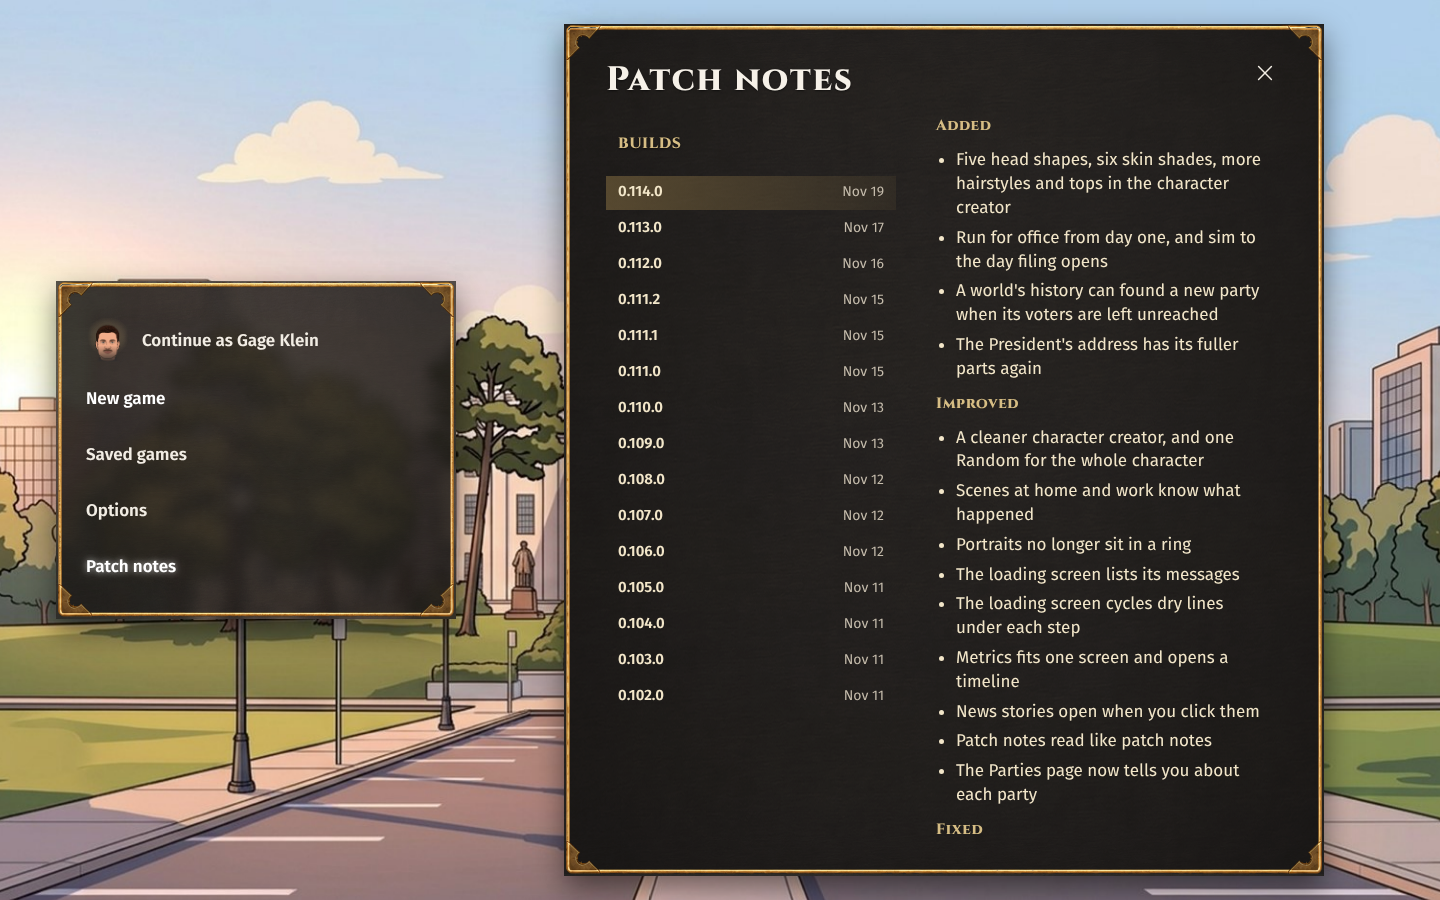 Continue as Gage Klein
New game
Saved games
Options
Patch notes
Patch notes
BUILDS
0.114.0 Nov 19
0.113.0 Nov 17
0.112.0 Nov 16
0.111.2 Nov 15
0.111.1 Nov 15
0.111.0 Nov 15
0.110.0 Nov 13
0.109.0 Nov 13
0.108.0 Nov 12
0.107.0 Nov 12
0.106.0 Nov 12
0.105.0 Nov 11
0.104.0 Nov 11
0.103.0 Nov 11
0.102.0 Nov 11
Added
• Five head shapes, six skin shades, more
hairstyles and tops in the character
creator
• Run for office from day one, and sim to
the day filing opens
• A world's history can found a new party
when its voters are left unreached
• The President's address has its fuller
parts again
Improved
• A cleaner character creator, and one
Random for the whole character
• Scenes at home and work know what
happened
• Portraits no longer sit in a ring
• The loading screen lists its messages
• The loading screen cycles dry lines
under each step
• Metrics fits one screen and opens a
timeline
• News stories open when you click them
• Patch notes read like patch notes
• The Parties page now tells you about
each party
Fixed